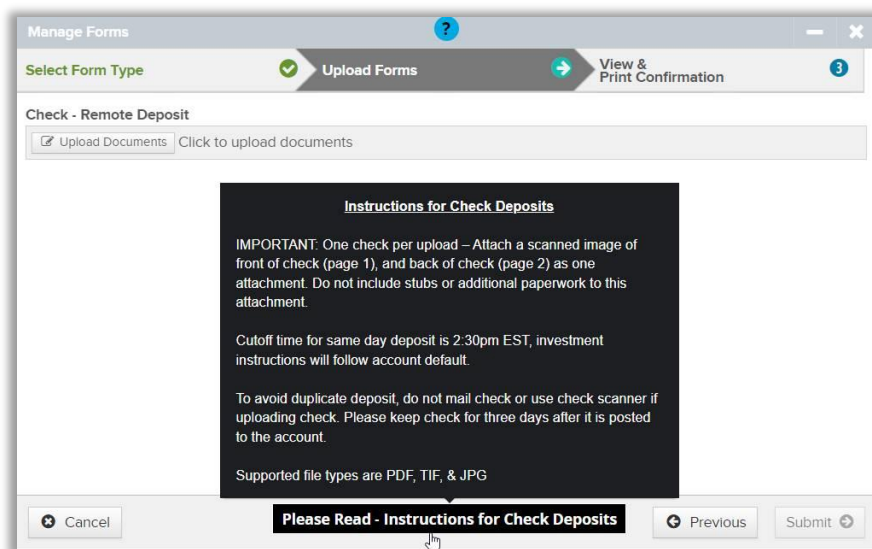 Manage Forms
?
Select Form Type
Upload Forms
View &
Print Confirmation
3
Check - Remote Deposit
Upload Documents Click to upload documents
Instructions for Check Deposits
IMPORTANT: One check per upload – Attach a scanned image of
front of check (page 1), and back of check (page 2) as one
attachment. Do not include stubs or additional paperwork to this
attachment.
Cutoff time for same day deposit is 2:30pm EST, investment
instructions will follow account default.
To avoid duplicate deposit, do not mail check or use check scanner if
uploading check. Please keep check for three days after it is posted
to the account.
Supported file types are PDF, TIF, & JPG
Cancel
Please Read - Instructions for Check Deposits
Previous
Submit